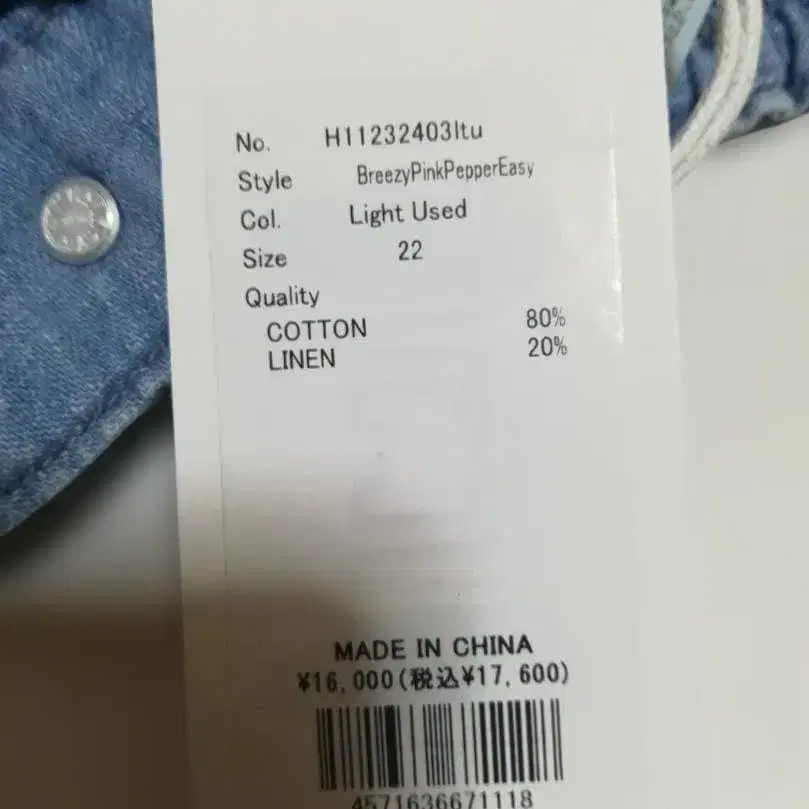 No. H11232403ltu
Style BreezyPinkPepperEasy
Col. Light Used
Size 22
Quality
COTTON 80%
LINEN 20%
MADE IN CHINA
¥16,000(税込¥17,600)
4571636671118